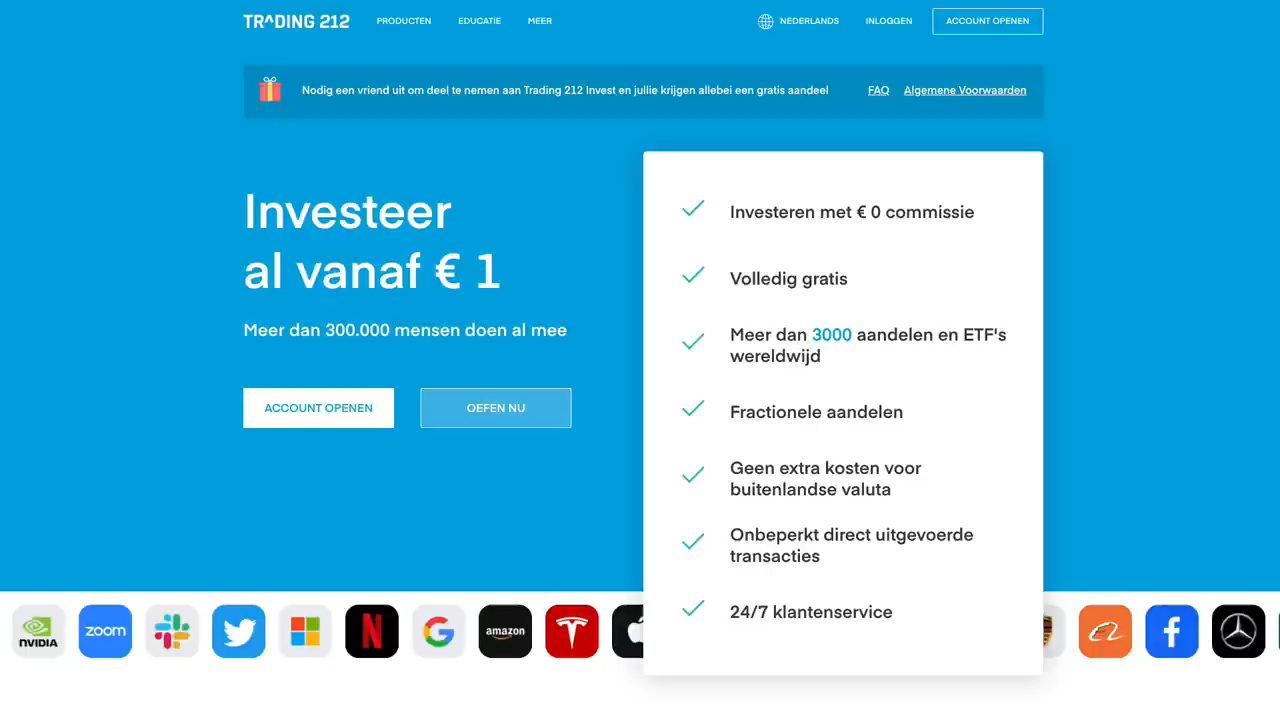 TRADING 212
PRODUCTEN
EDUCATIE
MEER
NEDERLANDS
INLOGGEN
ACCOUNT OPENEN
Nodig een vriend uit om deel te nemen aan Trading 212 Invest en jullie krijgen allebei een gratis aandeel
FAQ
Algemene Voorwaarden
Investeer
al vanaf € 1
Meer dan 300.000 mensen doen al mee
ACCOUNT OPENEN
OEFEN NU
Investeren met € 0 commissie
Volledig gratis
Meer dan 3000 aandelen en ETF's
wereldwijd
Fractionele aandelen
Geen extra kosten voor
buitenlandse valuta
Onbeperkt direct uitgevoerde
transacties
24/7 klantenservice
NVIDIA
zoom
amazon